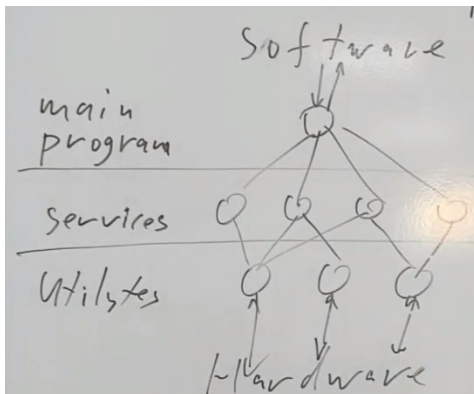 Software
main
program
services
Utilytes
Hardware